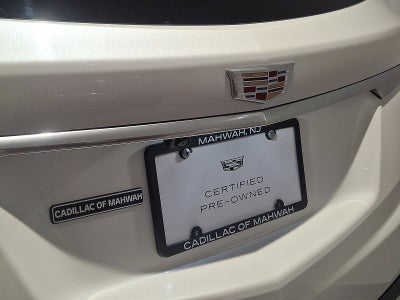 MAHWAH, NJ
CERTIFIED
PRE-OWNED
CADILLAC OF MAHWAH
CADILLAC OF MAHWAH